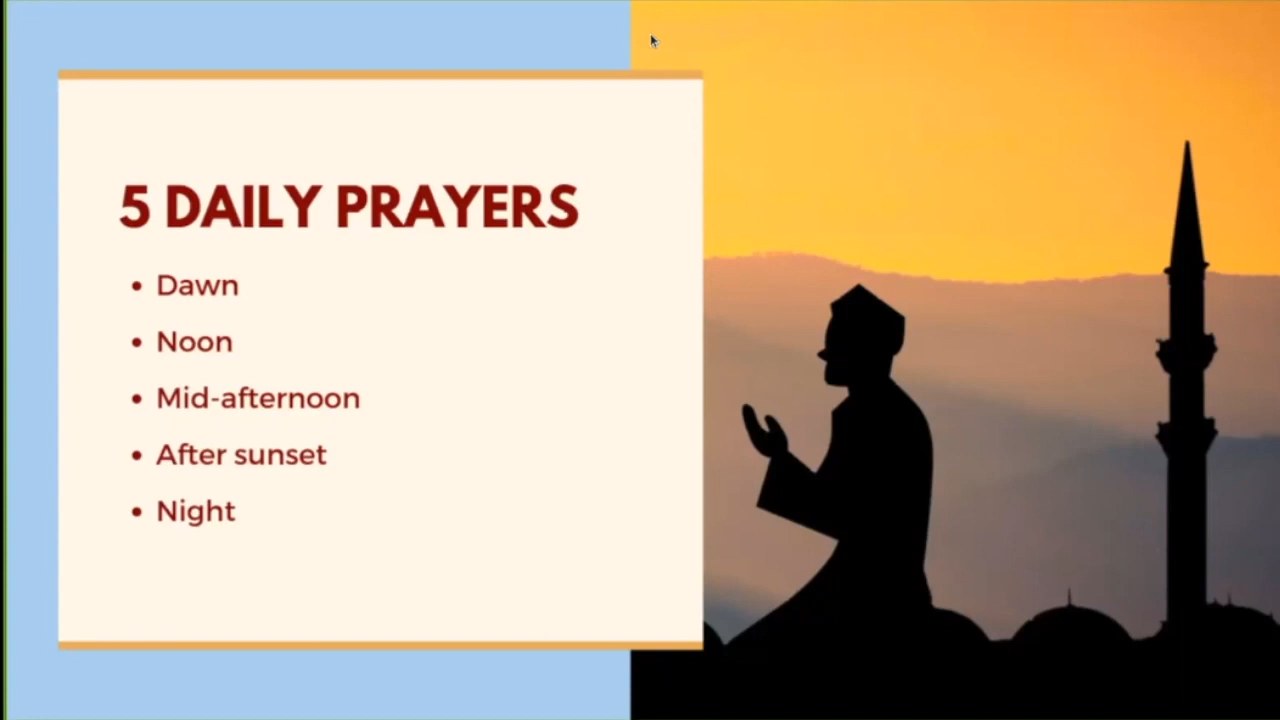 5 DAILY PRAYERS
• Dawn
• Noon
• Mid-afternoon
• After sunset
• Night